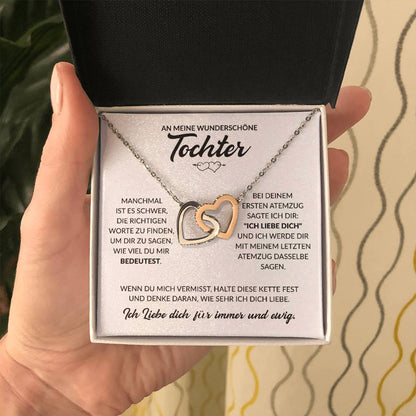 AN MEINE WUNDERSCHÖNE
Tochter
MANCHMAL
IST ES SCHWER,
DIE RICHTIGEN
WORTE ZU FINDEN,
UM DIR ZU SAGEN,
WIE VIEL DU MIR
BEDEUTEST.
BEI DEINEM
ERSTEN ATEMZUG
SAGTE ICH DIR:
"ICH LIEBE DICH"
UND ICH WERDE DIR
MIT MEINEM LETZTEN
ATEMZUG DASSELBE
SAGEN.
WENN DU MICH VERMISST, HALTE DIESE KETTE FEST
UND DENKE DARAN, WIE SEHR ICH DICH LIEBE.
Ich Liebe dich für immer und ewig.